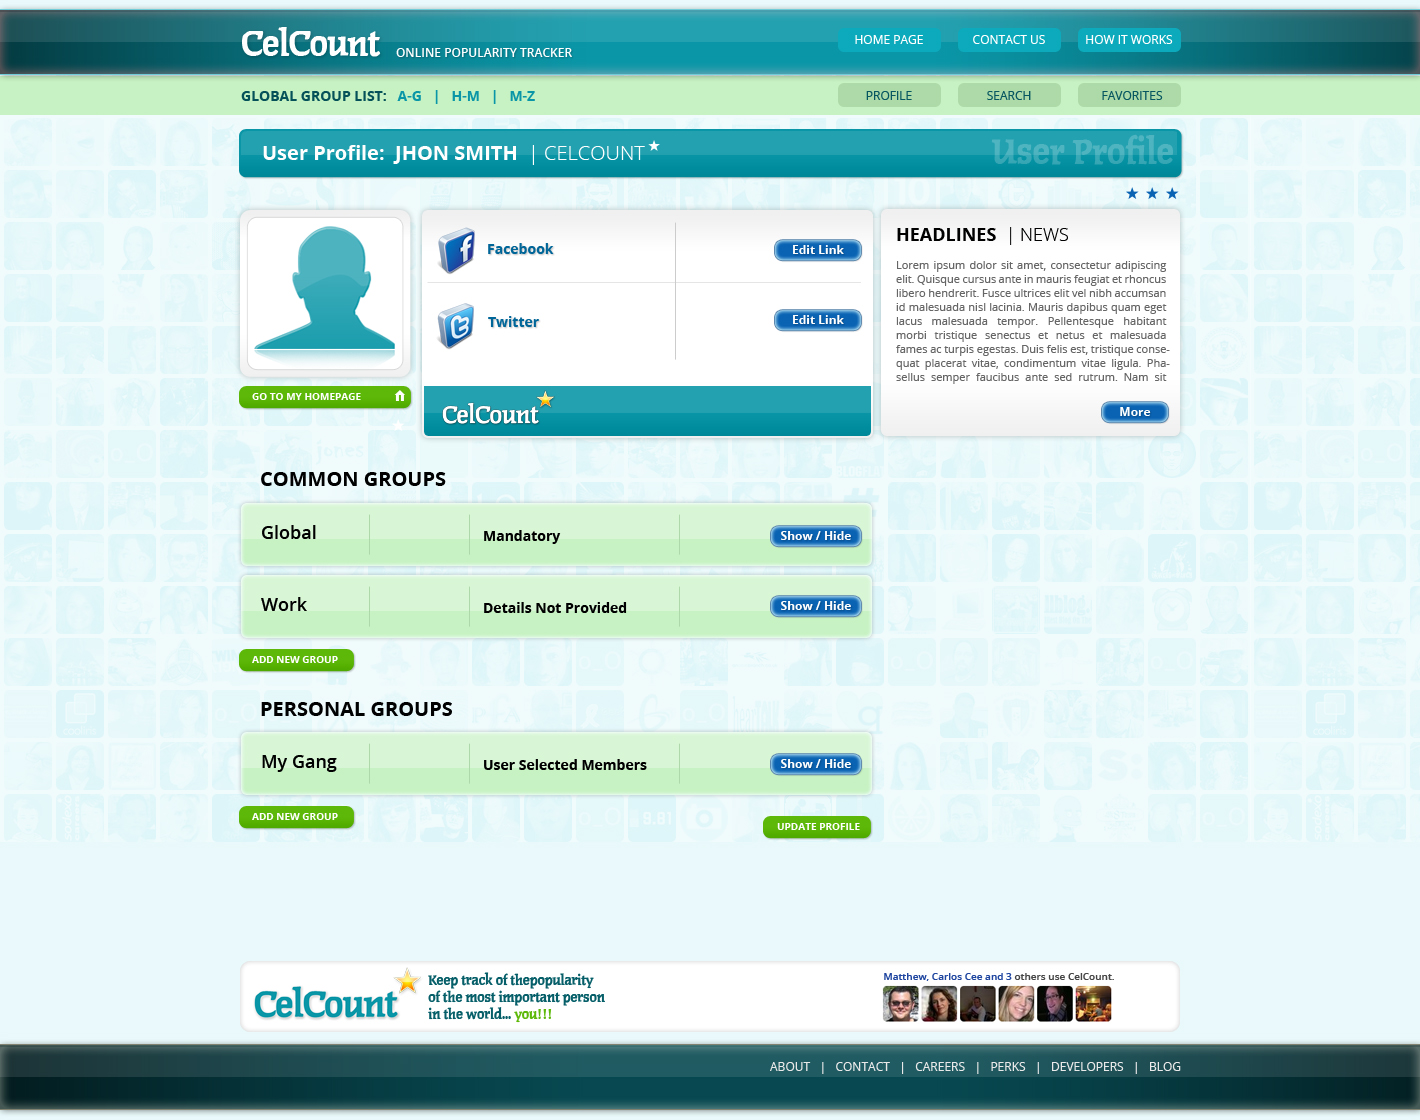 CelCount ONLINE POPULARITY TRACKER
HOME PAGE CONTACT US HOW IT WORKS
GLOBAL GROUP LIST: A-G | H-M | M-Z
PROFILE SEARCH FAVORITES
User Profile: JHON SMITH | CELCOUNT
User Profile
Facebook
Edit Link
Twitter
Edit Link
CelCount
GO TO MY HOMEPAGE
HEADLINES | NEWS
Lorem ipsum dolor sit amet, consectetur adipiscing
elit. Quisque cursus ante in mauris feugiat et rhoncus
libero hendrerit. Fusce ultrices elit vel nibh accumsan
id malesuada nisl lacinia. Mauris dapibus quam eget
lacus malesuada tempor. Pellentesque habitant
morbi tristique senectus et netus et malesuada
fames ac turpis egestas. Duis felis est, tristique conse-
quat placerat vitae, condimentum vitae ligula. Pha-
sellus semper faucibus ante sed rutrum. Nam sit
More
COMMON GROUPS
Global Mandatory Show / Hide
Work Details Not Provided Show / Hide
ADD NEW GROUP
PERSONAL GROUPS
My Gang User Selected Members Show / Hide
ADD NEW GROUP
UPDATE PROFILE
CelCount
Keep track of thepopularity
of the most important person
in the world... you!!!
Matthew, Carlos Cee and 3 others use CelCount.
ABOUT | CONTACT | CAREERS | PERKS | DEVELOPERS | BLOG